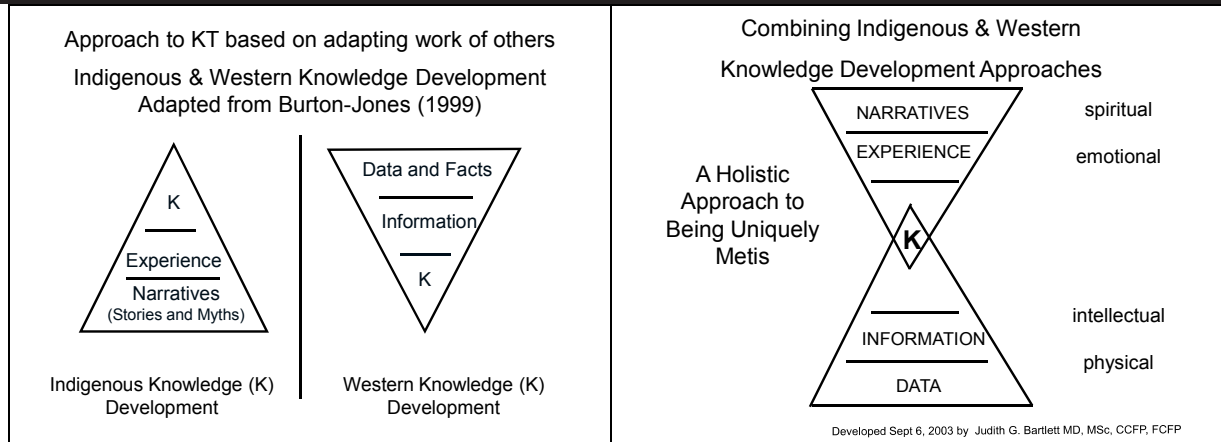 Approach to KT based on adapting work of others
Indigenous & Western Knowledge Development
Adapted from Burton-Jones (1999)
K
Experience
Narratives
(Stories and Myths)
Indigenous Knowledge (K)
Development
Data and Facts
Information
K
Western Knowledge (K)
Development
Combining Indigenous & Western
Knowledge Development Approaches
A Holistic
Approach to
Being Uniquely
Metis
NARRATIVES
EXPERIENCE
K
INFORMATION
DATA
spiritual
emotional
intellectual
physical
Developed Sept 6, 2003 by Judith G. Bartlett MD, MSc, CCFP, FCFP